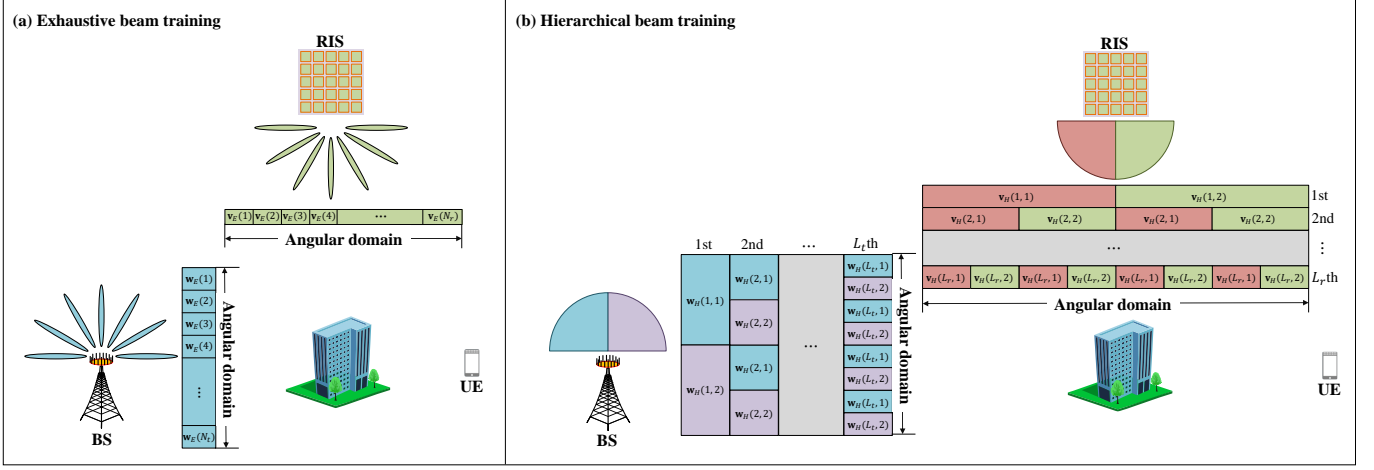 (a) Exhaustive beam training
RIS
𝐯_E(1) 𝐯_E(2) 𝐯_E(3) 𝐯_E(4) ⋯ 𝐯_E(N_r)
Angular domain
𝐰_E(1)
𝐰_E(2)
𝐰_E(3)
𝐰_E(4)
⋮
𝐰_E(N_t)
Angular domain
BS
UE
(b) Hierarchical beam training
RIS
𝐯_H(1,1) 𝐯_H(1,2) 1st
𝐯_H(2,1) 𝐯_H(2,2) 𝐯_H(2,1) 𝐯_H(2,2) 2nd
⋯ ⋮
𝐯_H(L_r,1) 𝐯_H(L_r,2) 𝐯_H(L_r,1) 𝐯_H(L_r,2) 𝐯_H(L_r,1) 𝐯_H(L_r,2) 𝐯_H(L_r,1) 𝐯_H(L_r,2) L_rth
Angular domain
1st 2nd ⋯ L_tth
𝐰_H(1,1)
𝐰_H(1,2)
𝐰_H(2,1)
𝐰_H(2,2)
𝐰_H(2,1)
𝐰_H(2,2)
⋯
𝐰_H(L_t,1)
𝐰_H(L_t,2)
𝐰_H(L_t,1)
𝐰_H(L_t,2)
𝐰_H(L_t,1)
𝐰_H(L_t,2)
𝐰_H(L_t,1)
𝐰_H(L_t,2)
Angular domain
BS
UE